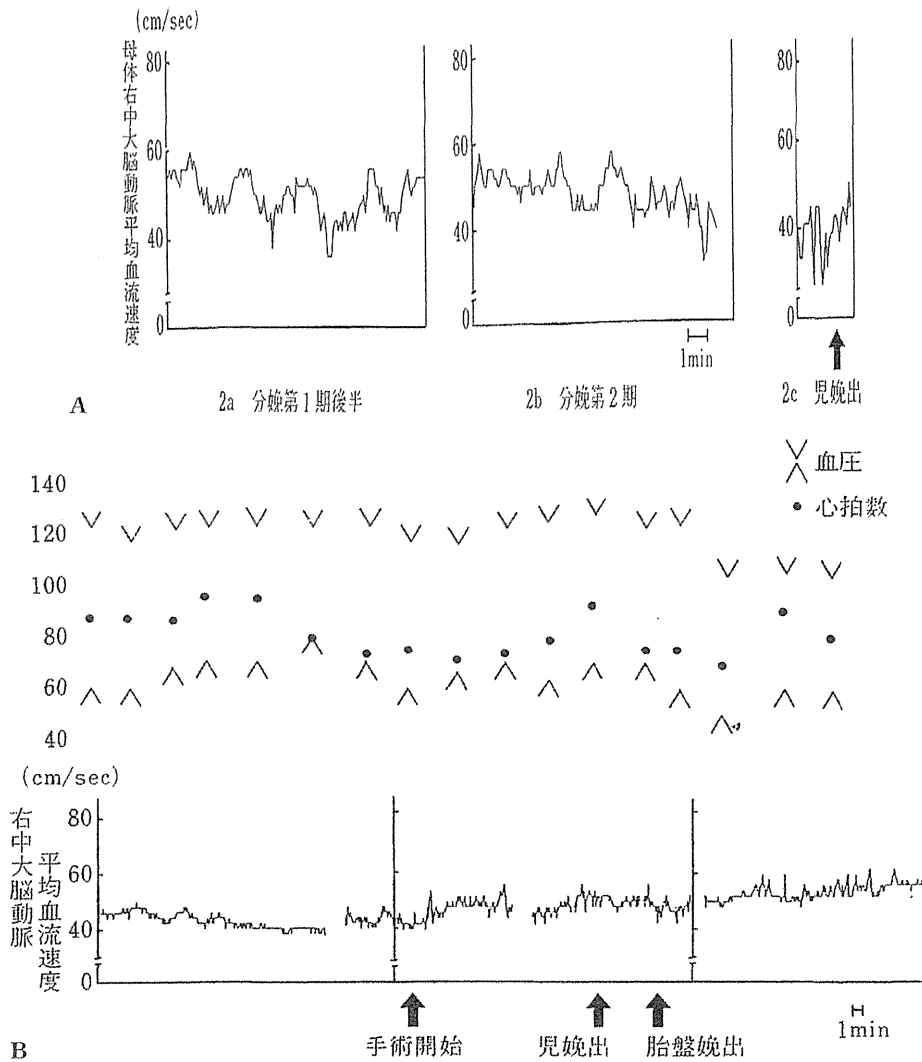 (cm/sec)
母体右中大脳動脈平均血流速度
80
60
40
0
80
60
40
0
80
60
40
0
1min
A
2a 分娩第1期後半
2b 分娩第2期
2c 児娩出
血圧
心拍数
140
120
100
80
60
40
(cm/sec)
右中大脳動脈
平均血流速度
80
60
40
0
1min
手術開始
児娩出
胎盤娩出
B